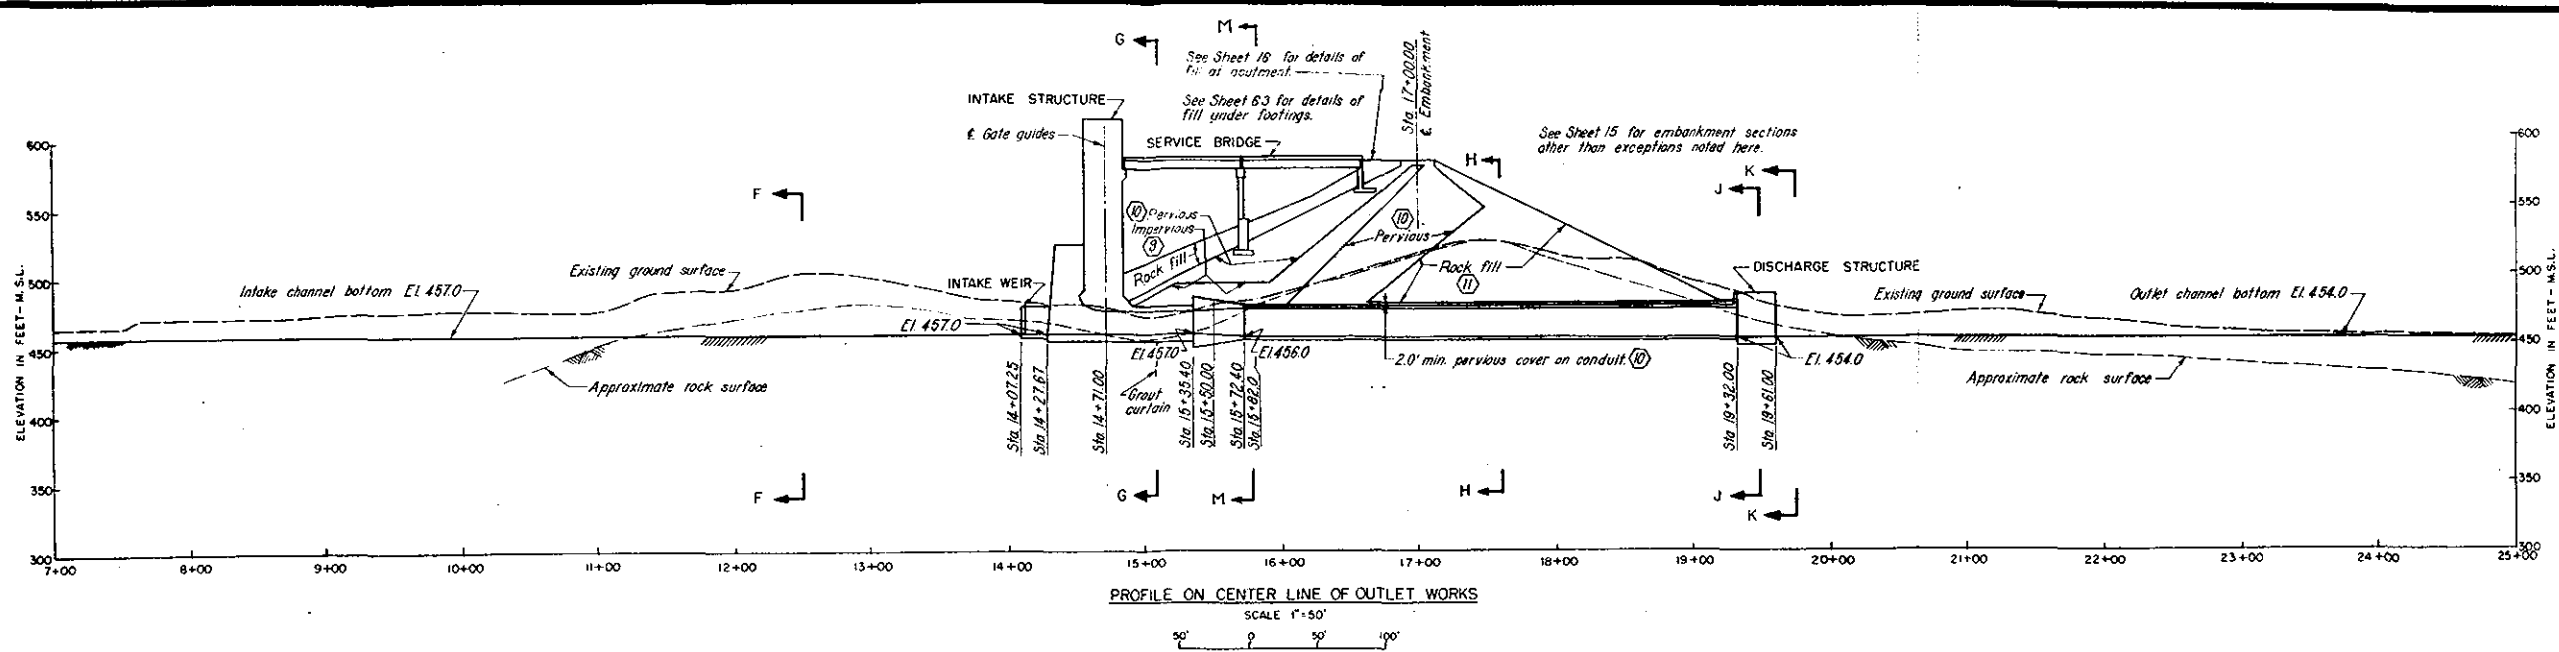 M
G
See Sheet 16 for details of
fill at abutment.
See Sheet 63 for details of
fill under footings.
Sta. 17+00.00
℄ Embankment
INTAKE STRUCTURE
℄ Gate guides
SERVICE BRIDGE
See Sheet 15 for embankment sections
other than exceptions noted here.
H
K
J
F
600
550
500
450
400
350
300
ELEVATION IN FEET-M.S.L.
600
550
500
450
400
350
300
ELEVATION IN FEET-M.S.L.
10 Pervious
Impervious
9
Rock fill
10
Pervious
Rock fill
11
INTAKE WEIR
DISCHARGE STRUCTURE
Existing ground surface
Intake channel bottom El. 457.0
Existing ground surface
Outlet channel bottom El. 454.0
El. 457.0
El. 457.0
El. 456.0
2.0' min. pervious cover on conduit. 10
El. 454.0
Approximate rock surface
Approximate rock surface
Grout
curtain
Sta. 14+07.25
Sta. 14+27.67
Sta. 14+71.00
Sta. 15+35.40
Sta. 15+50.00
Sta. 15+72.40
Sta. 15+82.0
Sta 19+32.00
Sta 19+61.00
F
G
M
H
J
K
7+00
8+00
9+00
10+00
11+00
12+00
13+00
14+00
15+00
16+00
17+00
18+00
19+00
20+00
21+00
22+00
23+00
24+00
25+00
PROFILE ON CENTER LINE OF OUTLET WORKS
SCALE 1"=50'
50' 0 50' 100'